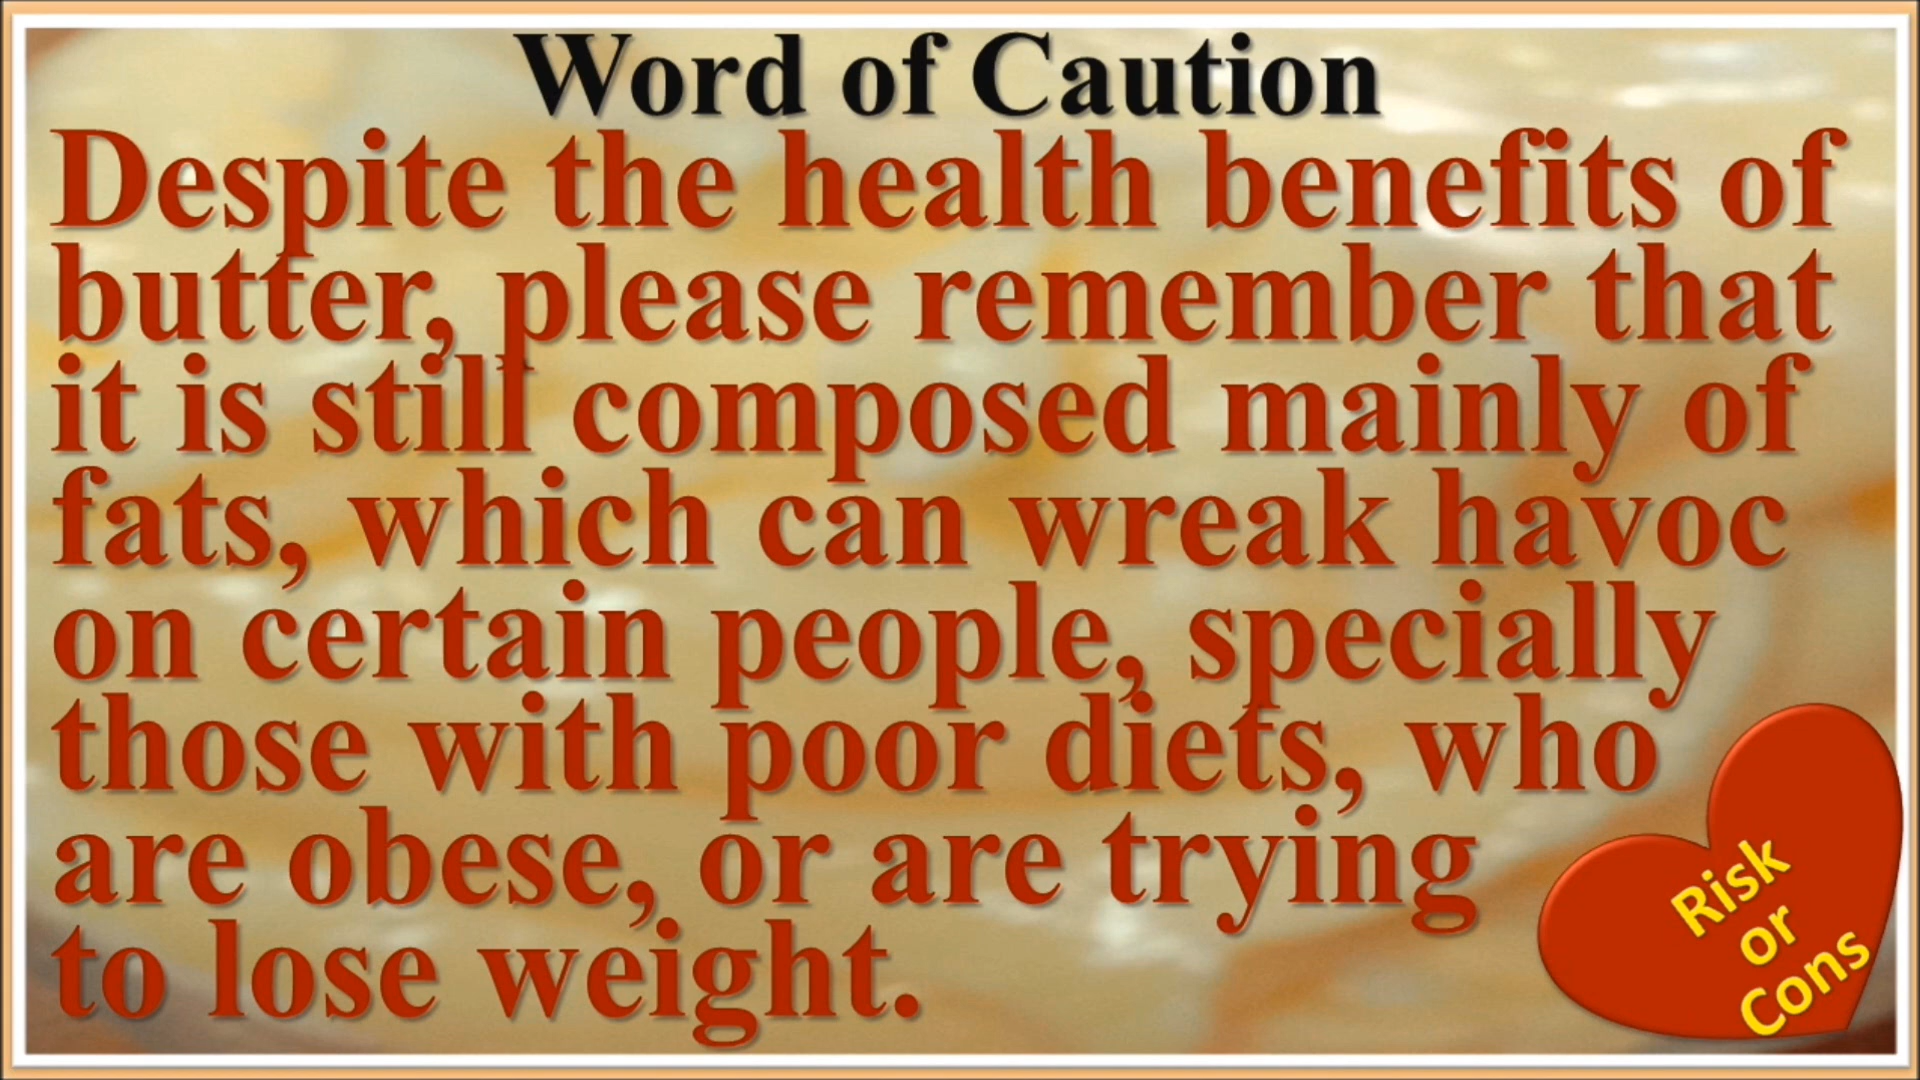 Word of Caution
Despite the health benefits of
butter, please remember that
it is still composed mainly of
fats, which can wreak havoc
on certain people, specially
those with poor diets, who
are obese, or are trying
to lose weight.
Risk
or
Cons